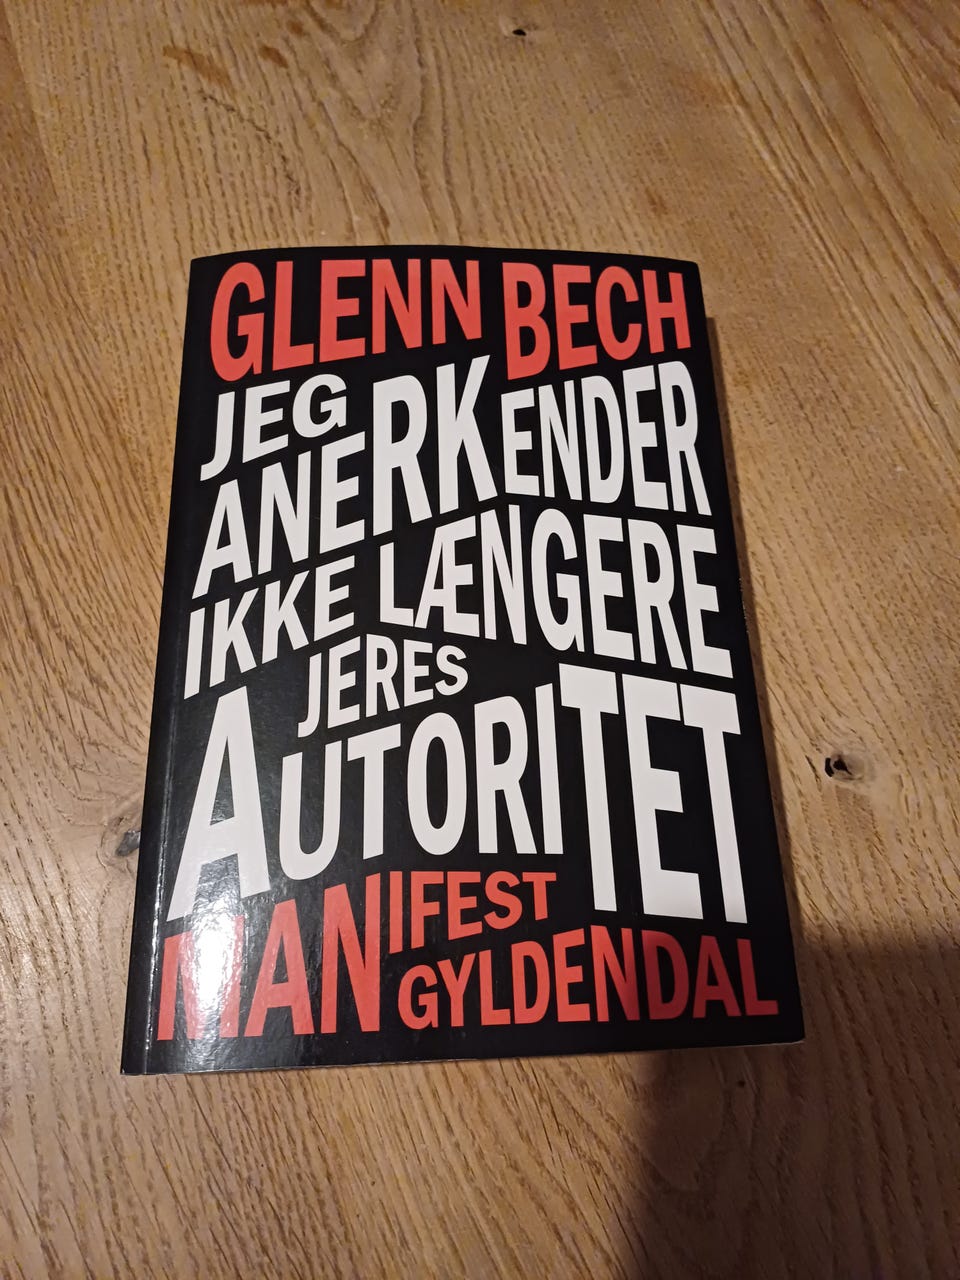 GLENN BECH
JEG
ANERKENDER
IKKE LÆNGERE
JERES
AUTORITET
MANIFEST
GYLDENDAL